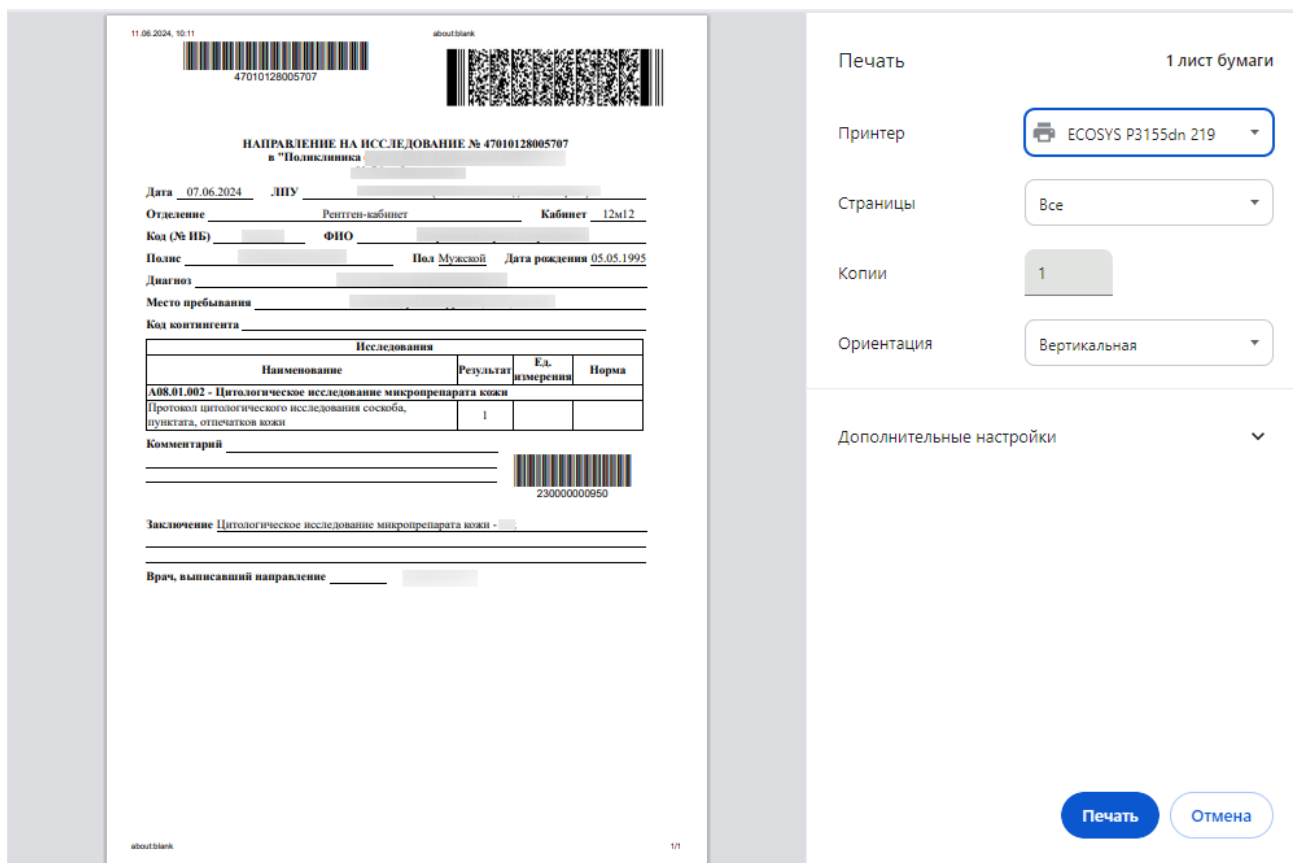 11.06.2024, 10:11 about:blank
47010128005707
НАПРАВЛЕНИЕ НА ИССЛЕДОВАНИЕ № 47010128005707
в "Поликлиника
Дата 07.06.2024 ЛПУ
Отделение Рентген-кабинет Кабинет 12м12
Код (№ ИБ) ФИО
Полис Пол Мужской Дата рождения 05.05.1995
Диагноз
Место пребывания
Код контингента
Исследования
Наименование Результат Ед. измерения Норма
A08.01.002 - Цитологическое исследование микропрепарата кожи
Протокол цитологического исследования соскоба,
пунктата, отпечатков кожи 1
Комментарий
230000000950
Заключение Цитологическое исследование микропрепарата кожи -
Врач, выписавший направление
about:blank 1/1
Печать 1 лист бумаги
Принтер ECOSYS P3155dn 219
Страницы Все
Копии 1
Ориентация Вертикальная
Дополнительные настройки
Печать Отмена